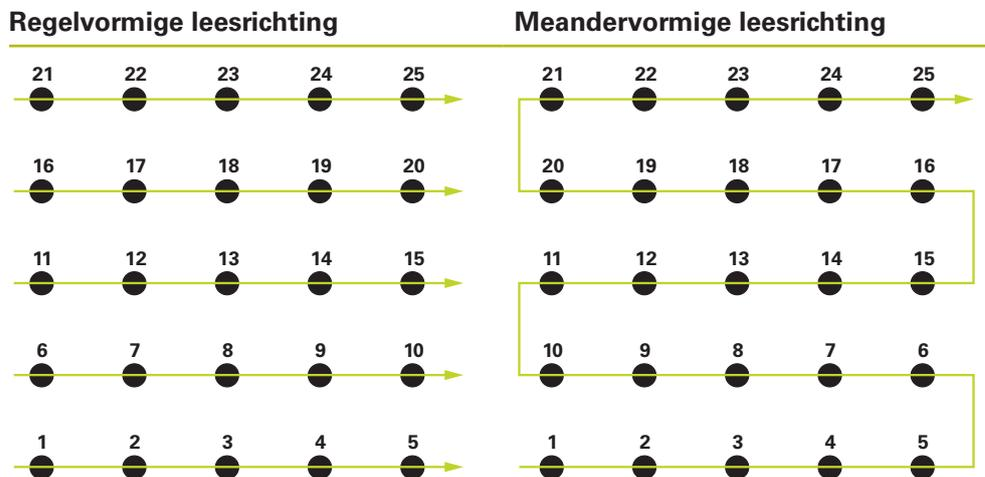 Regelvormige leesrichting
21 22 23 24 25
16 17 18 19 20
11 12 13 14 15
6 7 8 9 10
1 2 3 4 5
Meandervormige leesrichting
21 22 23 24 25
20 19 18 17 16
11 12 13 14 15
10 9 8 7 6
1 2 3 4 5